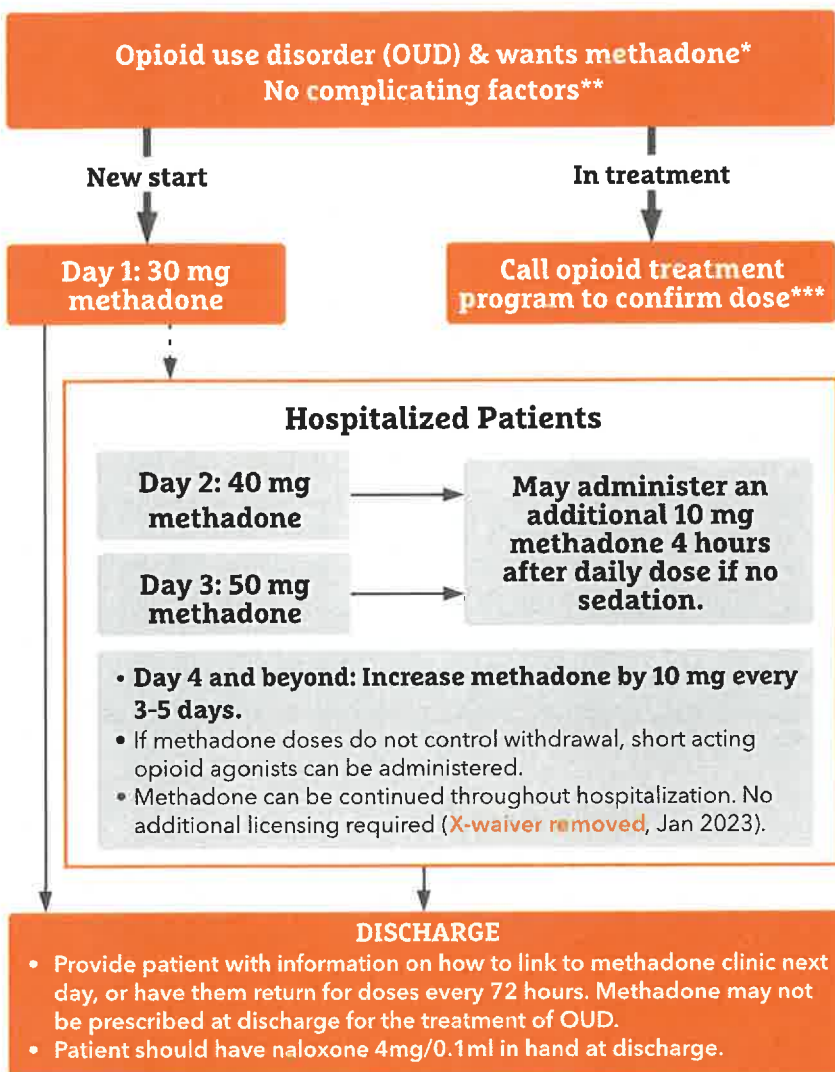 Opioid use disorder (OUD) & wants methadone*
No complicating factors**
New start
In treatment
Day 1: 30 mg
methadone
Call opioid treatment
program to confirm dose***
Hospitalized Patients
Day 2: 40 mg
methadone
May administer an
additional 10 mg
methadone 4 hours
after daily dose if no
sedation.
Day 3: 50 mg
methadone
• Day 4 and beyond: Increase methadone by 10 mg every
3-5 days.
• If methadone doses do not control withdrawal, short acting
opioid agonists can be administered.
• Methadone can be continued throughout hospitalization. No
additional licensing required (X-waiver removed, Jan 2023).
DISCHARGE
• Provide patient with information on how to link to methadone clinic next
day, or have them return for doses every 72 hours. Methadone may not
be prescribed at discharge for the treatment of OUD.
• Patient should have naloxone 4mg/0.1ml in hand at discharge.